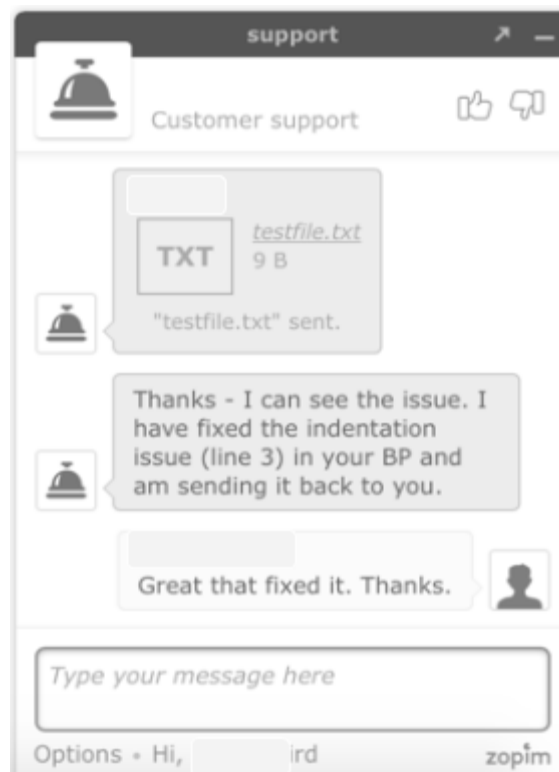 support
Customer support
TXT
testfile.txt
9 B
"testfile.txt" sent.
Thanks - I can see the issue. I
have fixed the indentation
issue (line 3) in your BP and
am sending it back to you.
Great that fixed it. Thanks.
Type your message here
Options • Hi, ird
zopim